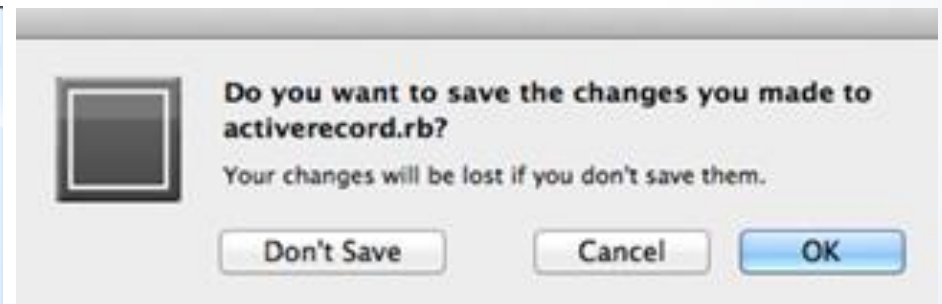 Do you want to save the changes you made to
activerecord.rb?
Your changes will be lost if you don't save them.
Don't Save
Cancel
OK